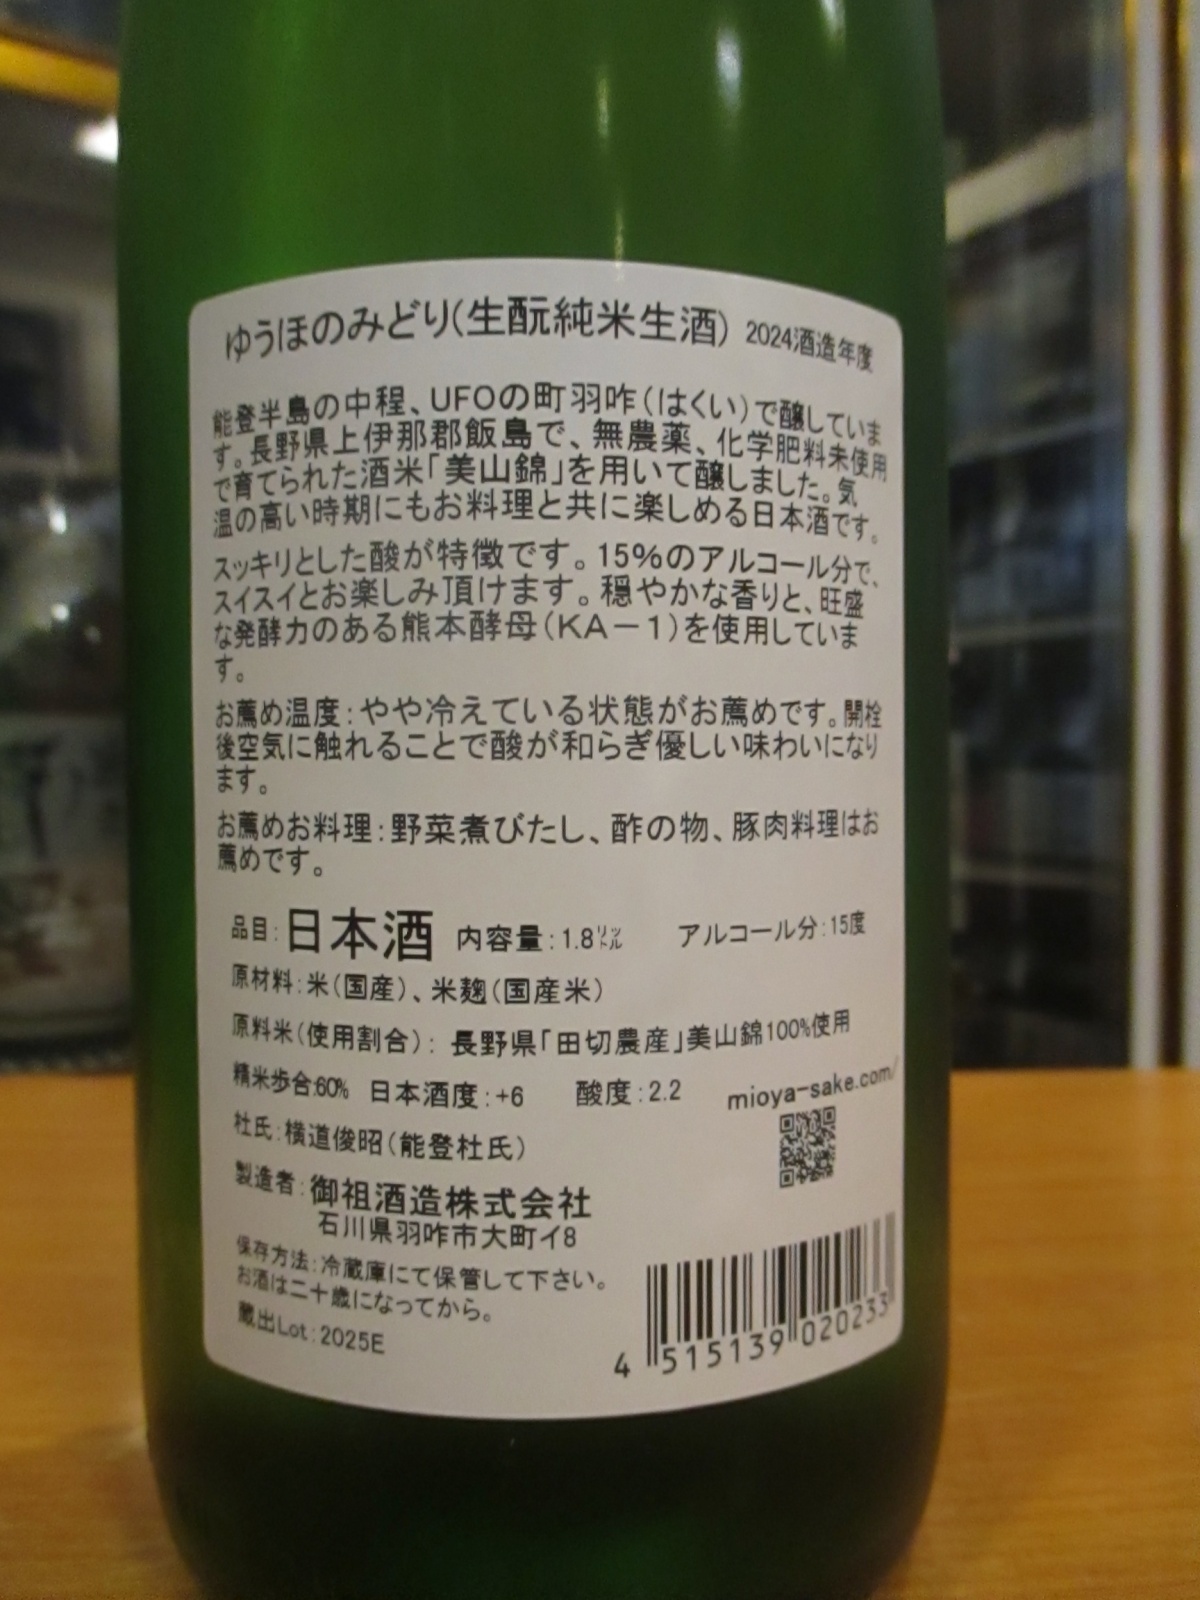 ゆうほのみどり(生酛純米生酒) 2024酒造年度
能登半島の中程、UFOの町羽咋(はくい)で醸していま
す。長野県上伊那郡飯島で、無農薬、化学肥料未使用
で育てられた酒米「美山錦」を用いて醸しました。気
温の高い時期にもお料理と共に楽しめる日本酒です。
スッキリとした酸が特徴です。15%のアルコール分で、
スイスイとお楽しみ頂けます。穏やかな香りと、旺盛
な発酵力のある熊本酵母(KA-1)を使用していま
す。
お薦め温度:やや冷えている状態がお薦めです。開栓
後空気に触れることで酸が和らぎ優しい味わいになり
ます。
お薦めお料理:野菜煮びたし、酢の物、豚肉料理はお
薦めです。
品目:日本酒 内容量:1.8リットル アルコール分:15度
原材料:米(国産)、米麹(国産米)
原料米(使用割合):長野県「田切農産」美山錦100%使用
精米歩合:60% 日本酒度:+6 酸度:2.2
mioya-sake.com/
杜氏:横道俊昭(能登杜氏)
製造者:御祖酒造株式会社
石川県羽咋市大町イ8
保存方法:冷蔵庫にて保管して下さい。
お酒は二十歳になってから。
蔵出Lot:2025E
4 515139 020233